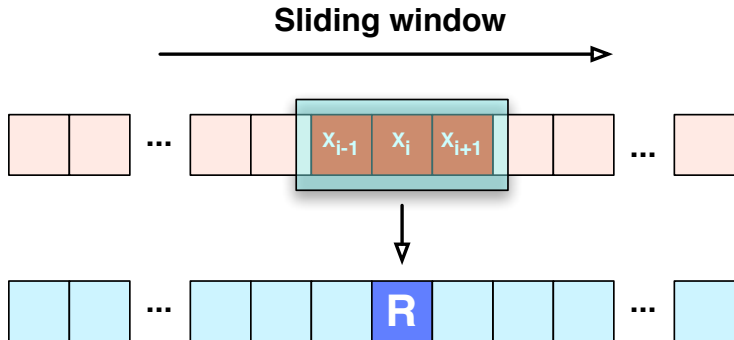 Sliding window
... X_{i-1} X_i X_{i+1} ...
... R ...